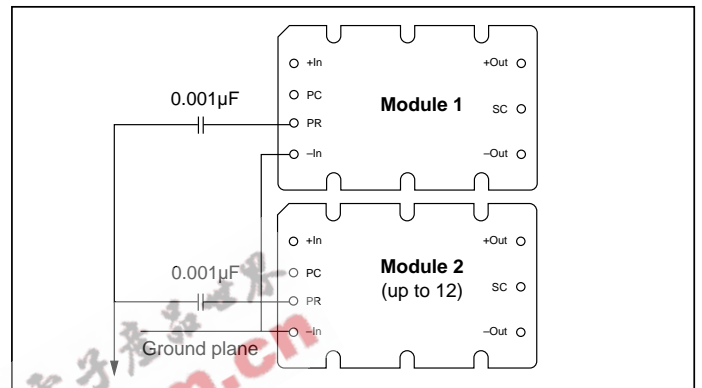 +In
+Out
0.001µF
PC
Module 1
SC
PR
–In
–Out
+In
+Out
0.001µF
PC
Module 2
(up to 12)
SC
PR
–In
–Out
Ground plane